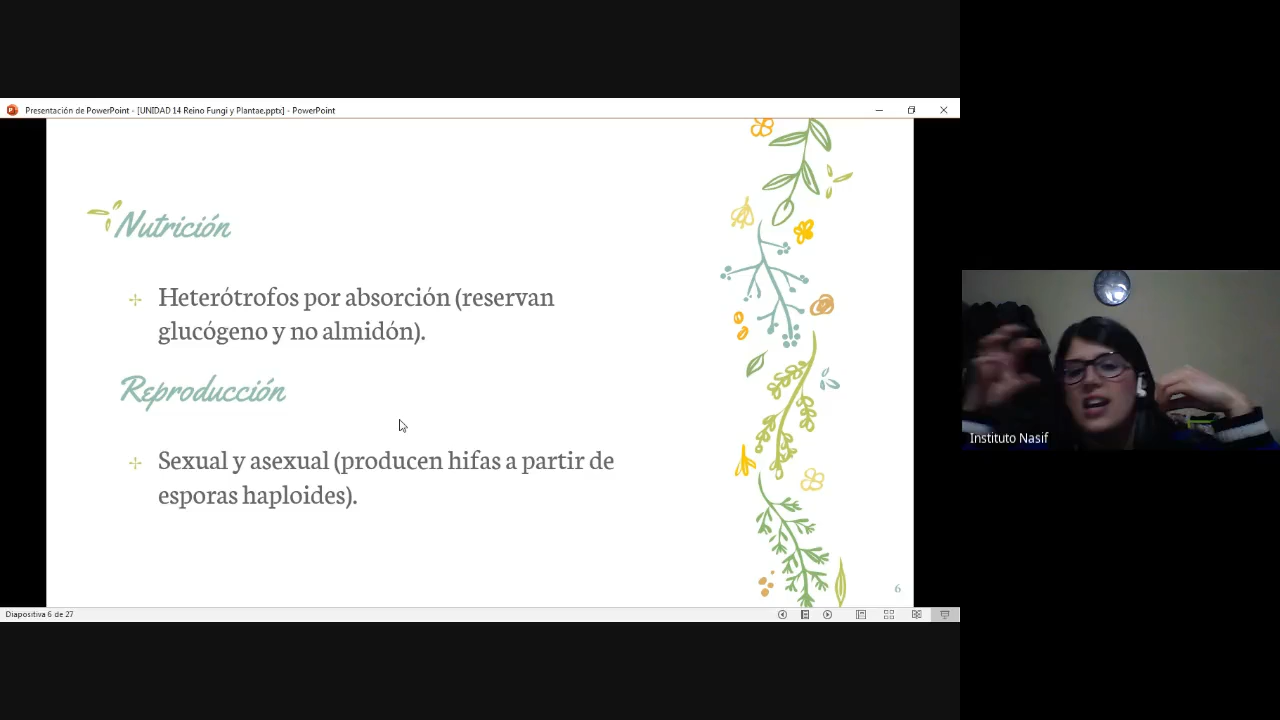 Presentación de PowerPoint - [UNIDAD 14 Reino Fungi y Plantae.pptx] - PowerPoint
Nutrición
Heterótrofos por absorción (reservan
glucógeno y no almidón).
Reproducción
Sexual y asexual (producen hifas a partir de
esporas haploides).
6
Diapositiva 6 de 27
Instituto Nasif